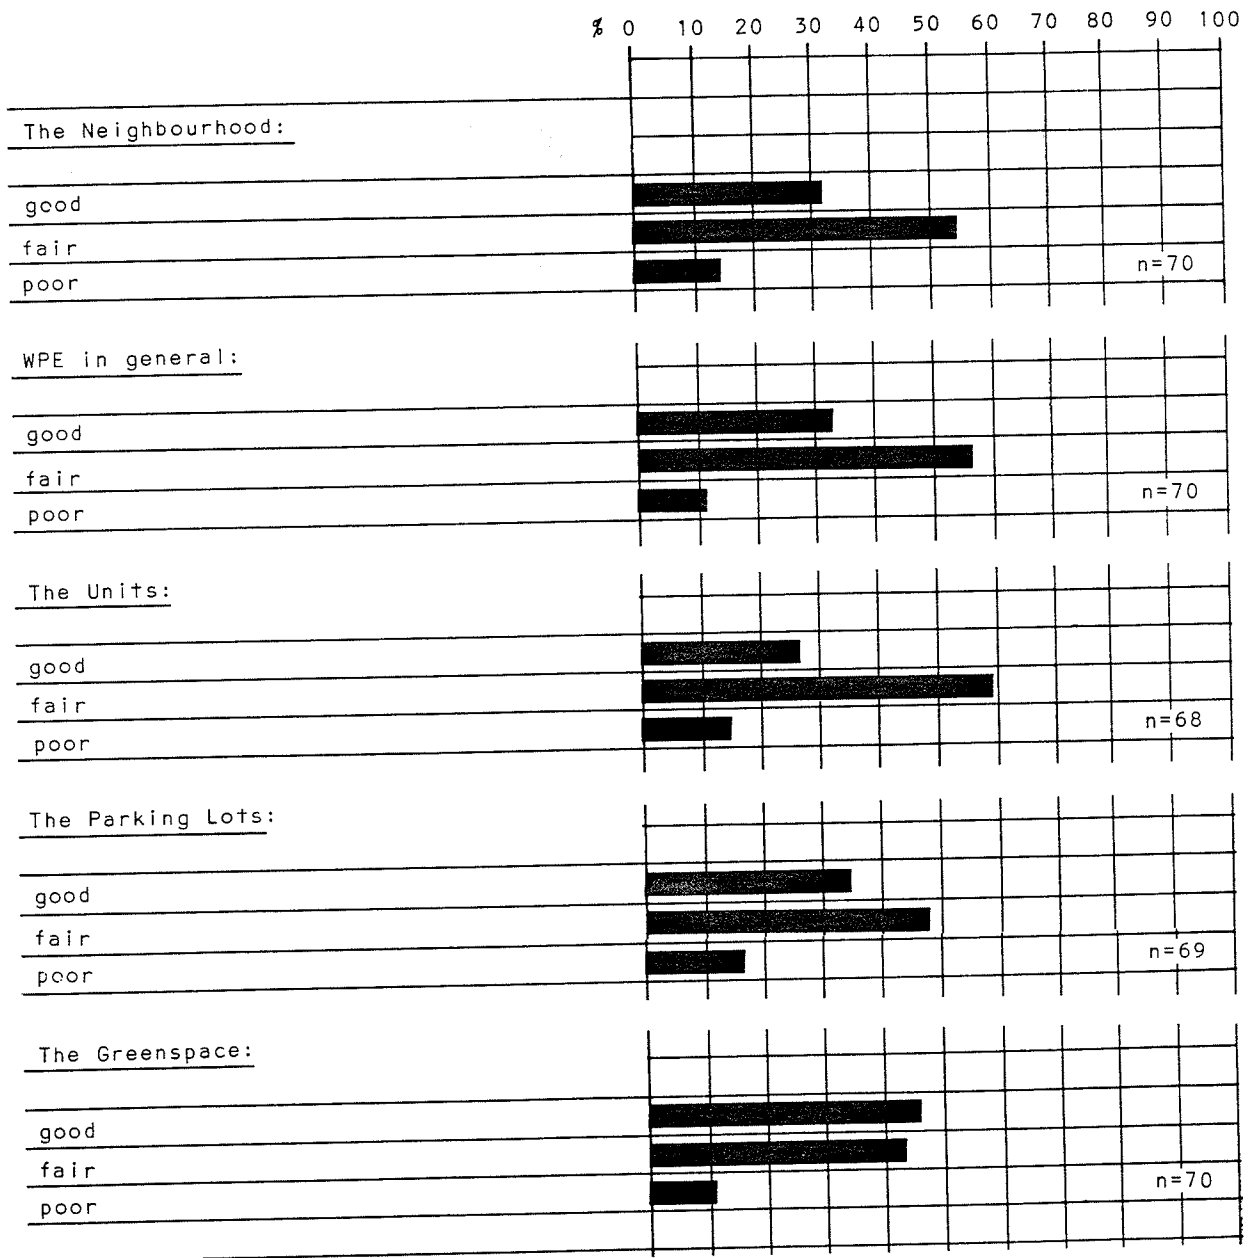 % 0 10 20 30 40 50 60 70 80 90 100
The Neighbourhood:
good
fair
poor n=70
WPE in general:
good
fair
poor n=70
The Units:
good
fair
poor n=68
The Parking Lots:
good
fair
poor n=69
The Greenspace:
good
fair
poor n=70